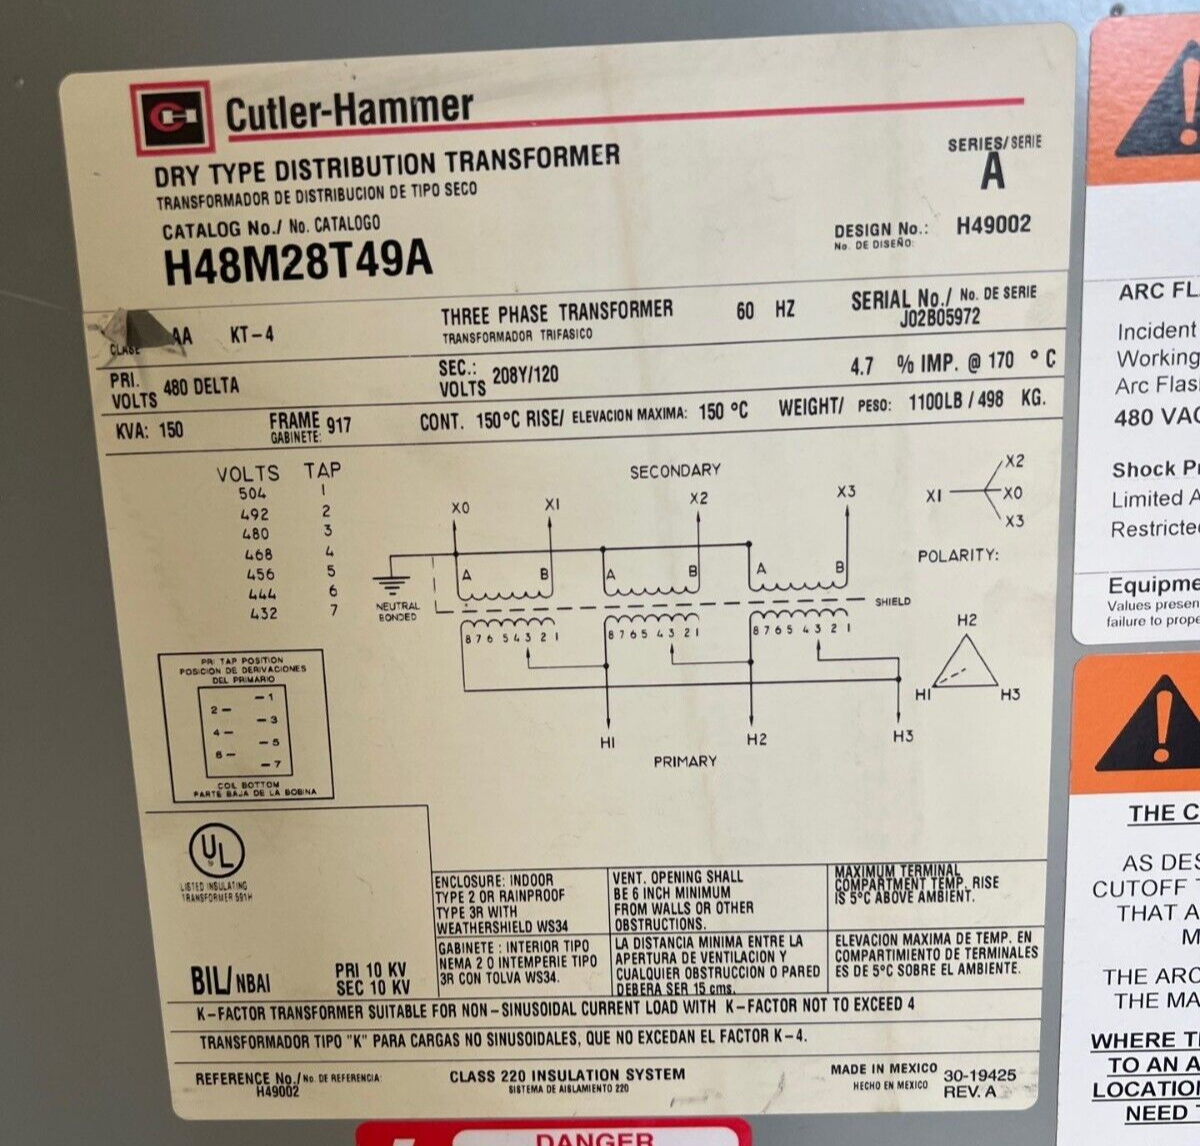 Cutler-Hammer
DRY TYPE DISTRIBUTION TRANSFORMER
TRANSFORMADOR DE DISTRIBUCION DE TIPO SECO
SERIES/SERIE
A
CATALOG No./ No. CATALOGO
H48M28T49A
DESIGN No.: H49002
No. DE DISEÑO:
CLASE AA KT-4
THREE PHASE TRANSFORMER 60 HZ
TRANSFORMADOR TRIFASICO
SERIAL No./ No. DE SERIE
J02B05972
PRI. VOLTS 480 DELTA
SEC.: VOLTS 208Y/120
4.7 % IMP. @ 170 °C
KVA: 150
FRAME 917
GABINETE:
CONT. 150°C RISE/ ELEVACION MAXIMA: 150 °C
WEIGHT/ PESO: 1100LB / 498 KG.
VOLTS TAP
504 1
492 2
480 3
468 4
456 5
444 6
432 7
SECONDARY
X0 X1 X2 X3
A B A B A B
NEUTRAL
BONDED
SHIELD
8 7 6 5 4 3 2 1
8 7 6 5 4 3 2 1
8 7 6 5 4 3 2 1
H1 H2 H3
PRIMARY
X2
X1 X0
X3
POLARITY:
H2
H1 H3
PRI TAP POSITION
POSICION DE DERIVACIONES
DEL PRIMARIO
1
2
3
4
5
6
7
COIL BOTTOM
PARTE BAJA DE LA BOBINA
UL
LISTED INSULATING
TRANSFORMER 591H
BIL/NBAI
PRI 10 KV
SEC 10 KV
ENCLOSURE: INDOOR
TYPE 2 OR RAINPROOF
TYPE 3R WITH
WEATHERSHIELD WS34
GABINETE : INTERIOR TIPO
NEMA 2 O INTEMPERIE TIPO
3R CON TOLVA WS34.
VENT. OPENING SHALL
BE 6 INCH MINIMUM
FROM WALLS OR OTHER
OBSTRUCTIONS.
LA DISTANCIA MINIMA ENTRE LA
APERTURA DE VENTILACION Y
CUALQUIER OBSTRUCCION O PARED
DEBERA SER 15 cms.
MAXIMUM TERMINAL
COMPARTMENT TEMP. RISE
IS 5°C ABOVE AMBIENT.
ELEVACION MAXIMA DE TEMP. EN
COMPARTIMIENTO DE TERMINALES
ES DE 5°C SOBRE EL AMBIENTE.
K-FACTOR TRANSFORMER SUITABLE FOR NON-SINUSOIDAL CURRENT LOAD WITH K-FACTOR NOT TO EXCEED 4
TRANSFORMADOR TIPO "K" PARA CARGAS NO SINUSOIDALES, QUE NO EXCEDAN EL FACTOR K-4.
REFERENCE No./No. DE REFERENCIA:
H49002
CLASS 220 INSULATION SYSTEM
SISTEMA DE AISLAMIENTO 220
MADE IN MEXICO
HECHO EN MEXICO
30-19425
REV. A
DANGER
ARC FL
Incident
Working
Arc Flas
480 VAC
Shock Pr
Limited A
Restricte
Equipme
Values presen
failure to prope
THE C
AS DES
CUTOFF T
THAT A
M
THE ARC
THE MA
WHERE T
TO AN A
LOCATIO
NEED T